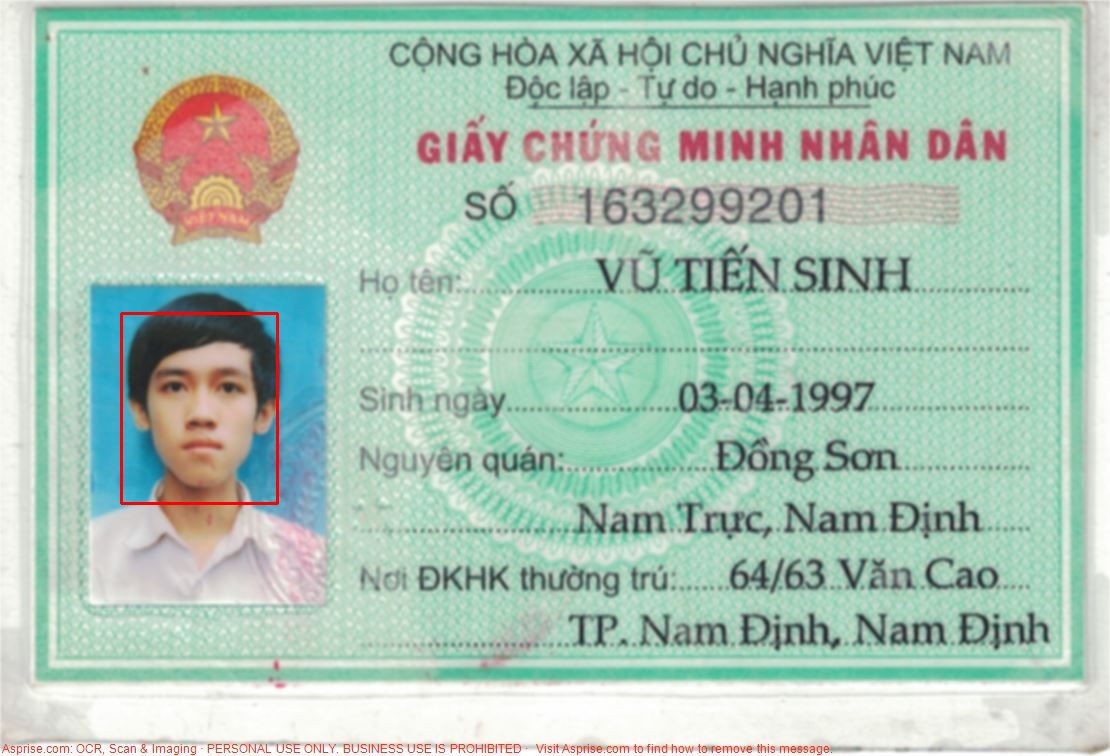 CỘNG HÒA XÃ HỘI CHỦ NGHĨA VIỆT NAM
Độc lập - Tự do - Hạnh phúc
GIẤY CHỨNG MINH NHÂN DÂN
SỐ 163299201
VIỆT NAM
Họ tên: VŨ TIẾN SINH
Sinh ngày 03-04-1997
Nguyên quán: Đồng Sơn
Nam Trực, Nam Định
Nơi ĐKHK thường trú: 64/63 Văn Cao
TP. Nam Định, Nam Định
Asprise.com: OCR, Scan & Imaging · PERSONAL USE ONLY. BUSINESS USE IS PROHIBITED · Visit Asprise.com to find how to remove this message.